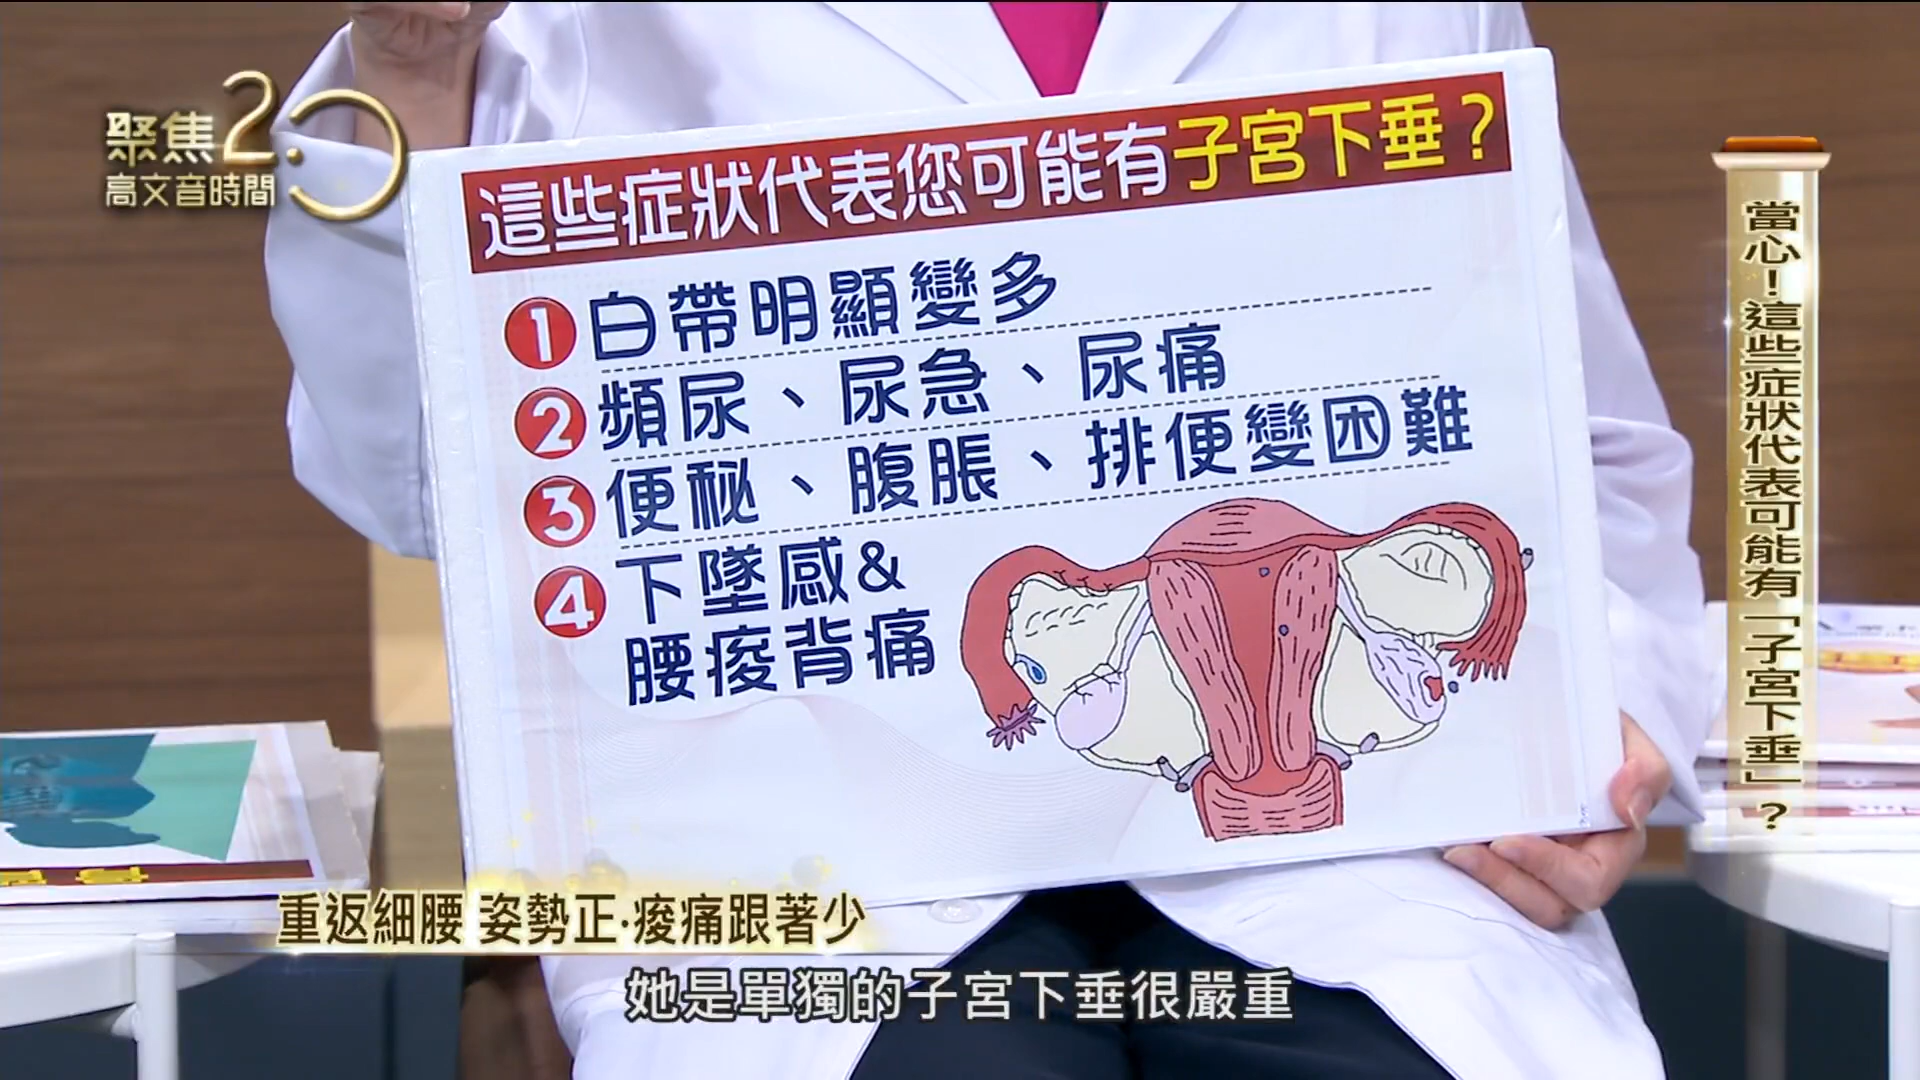 聚焦2.0
高文音時間
這些症狀代表您可能有子宮下垂？
1 白帶明顯變多
2 頻尿、尿急、尿痛
3 便秘、腹脹、排便變困難
4 下墜感&
腰痠背痛
當心！這些症狀代表可能有「子宮下垂」？
重返細腰 姿勢正·痠痛跟著少
她是單獨的子宮下垂很嚴重